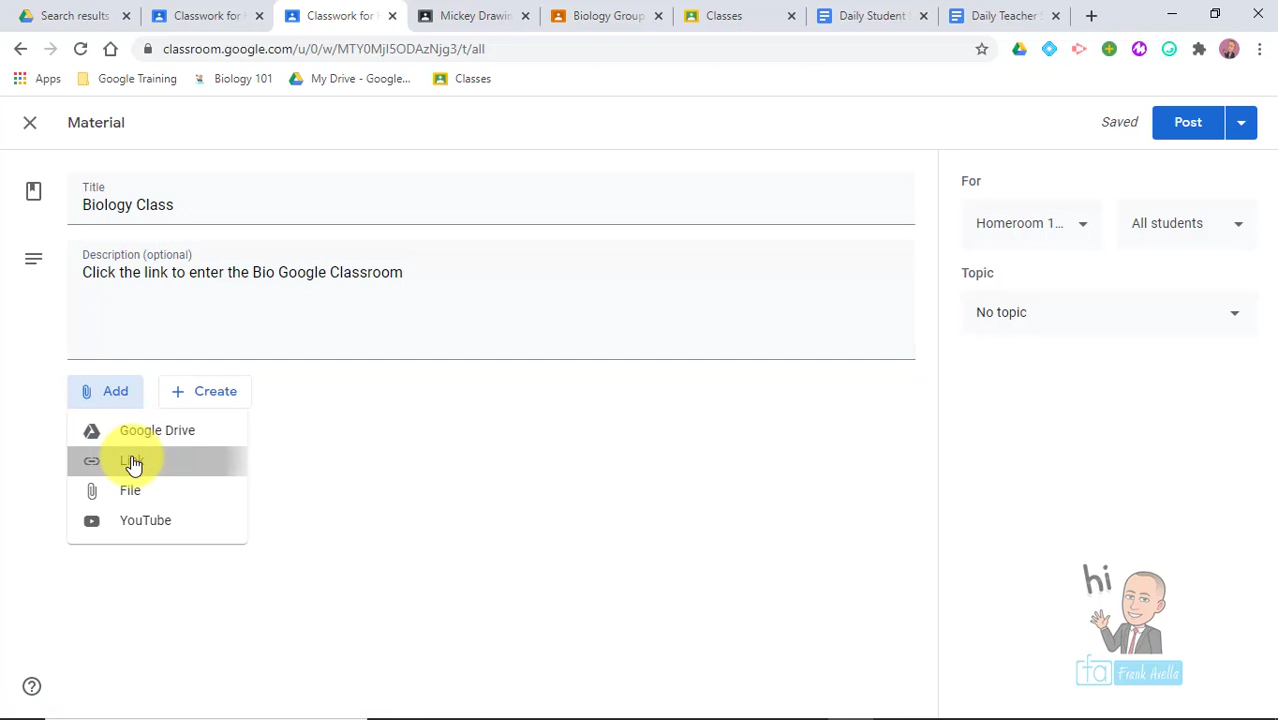 Search results
Classwork for
Classwork for
Mickey Drawin
Biology Group
Classes
Daily Student
Daily Teacher S
classroom.google.com/u/0/w/MTY0MjI5ODAzNjg3/t/all
Apps
Google Training
Biology 101
My Drive - Google...
Classes
Material
Saved
Post
Title
Biology Class
Description (optional)
Click the link to enter the Bio Google Classroom
Add
Create
Google Drive
Link
File
YouTube
For
Homeroom 1...
All students
Topic
No topic
hi
fa
Frank Avella